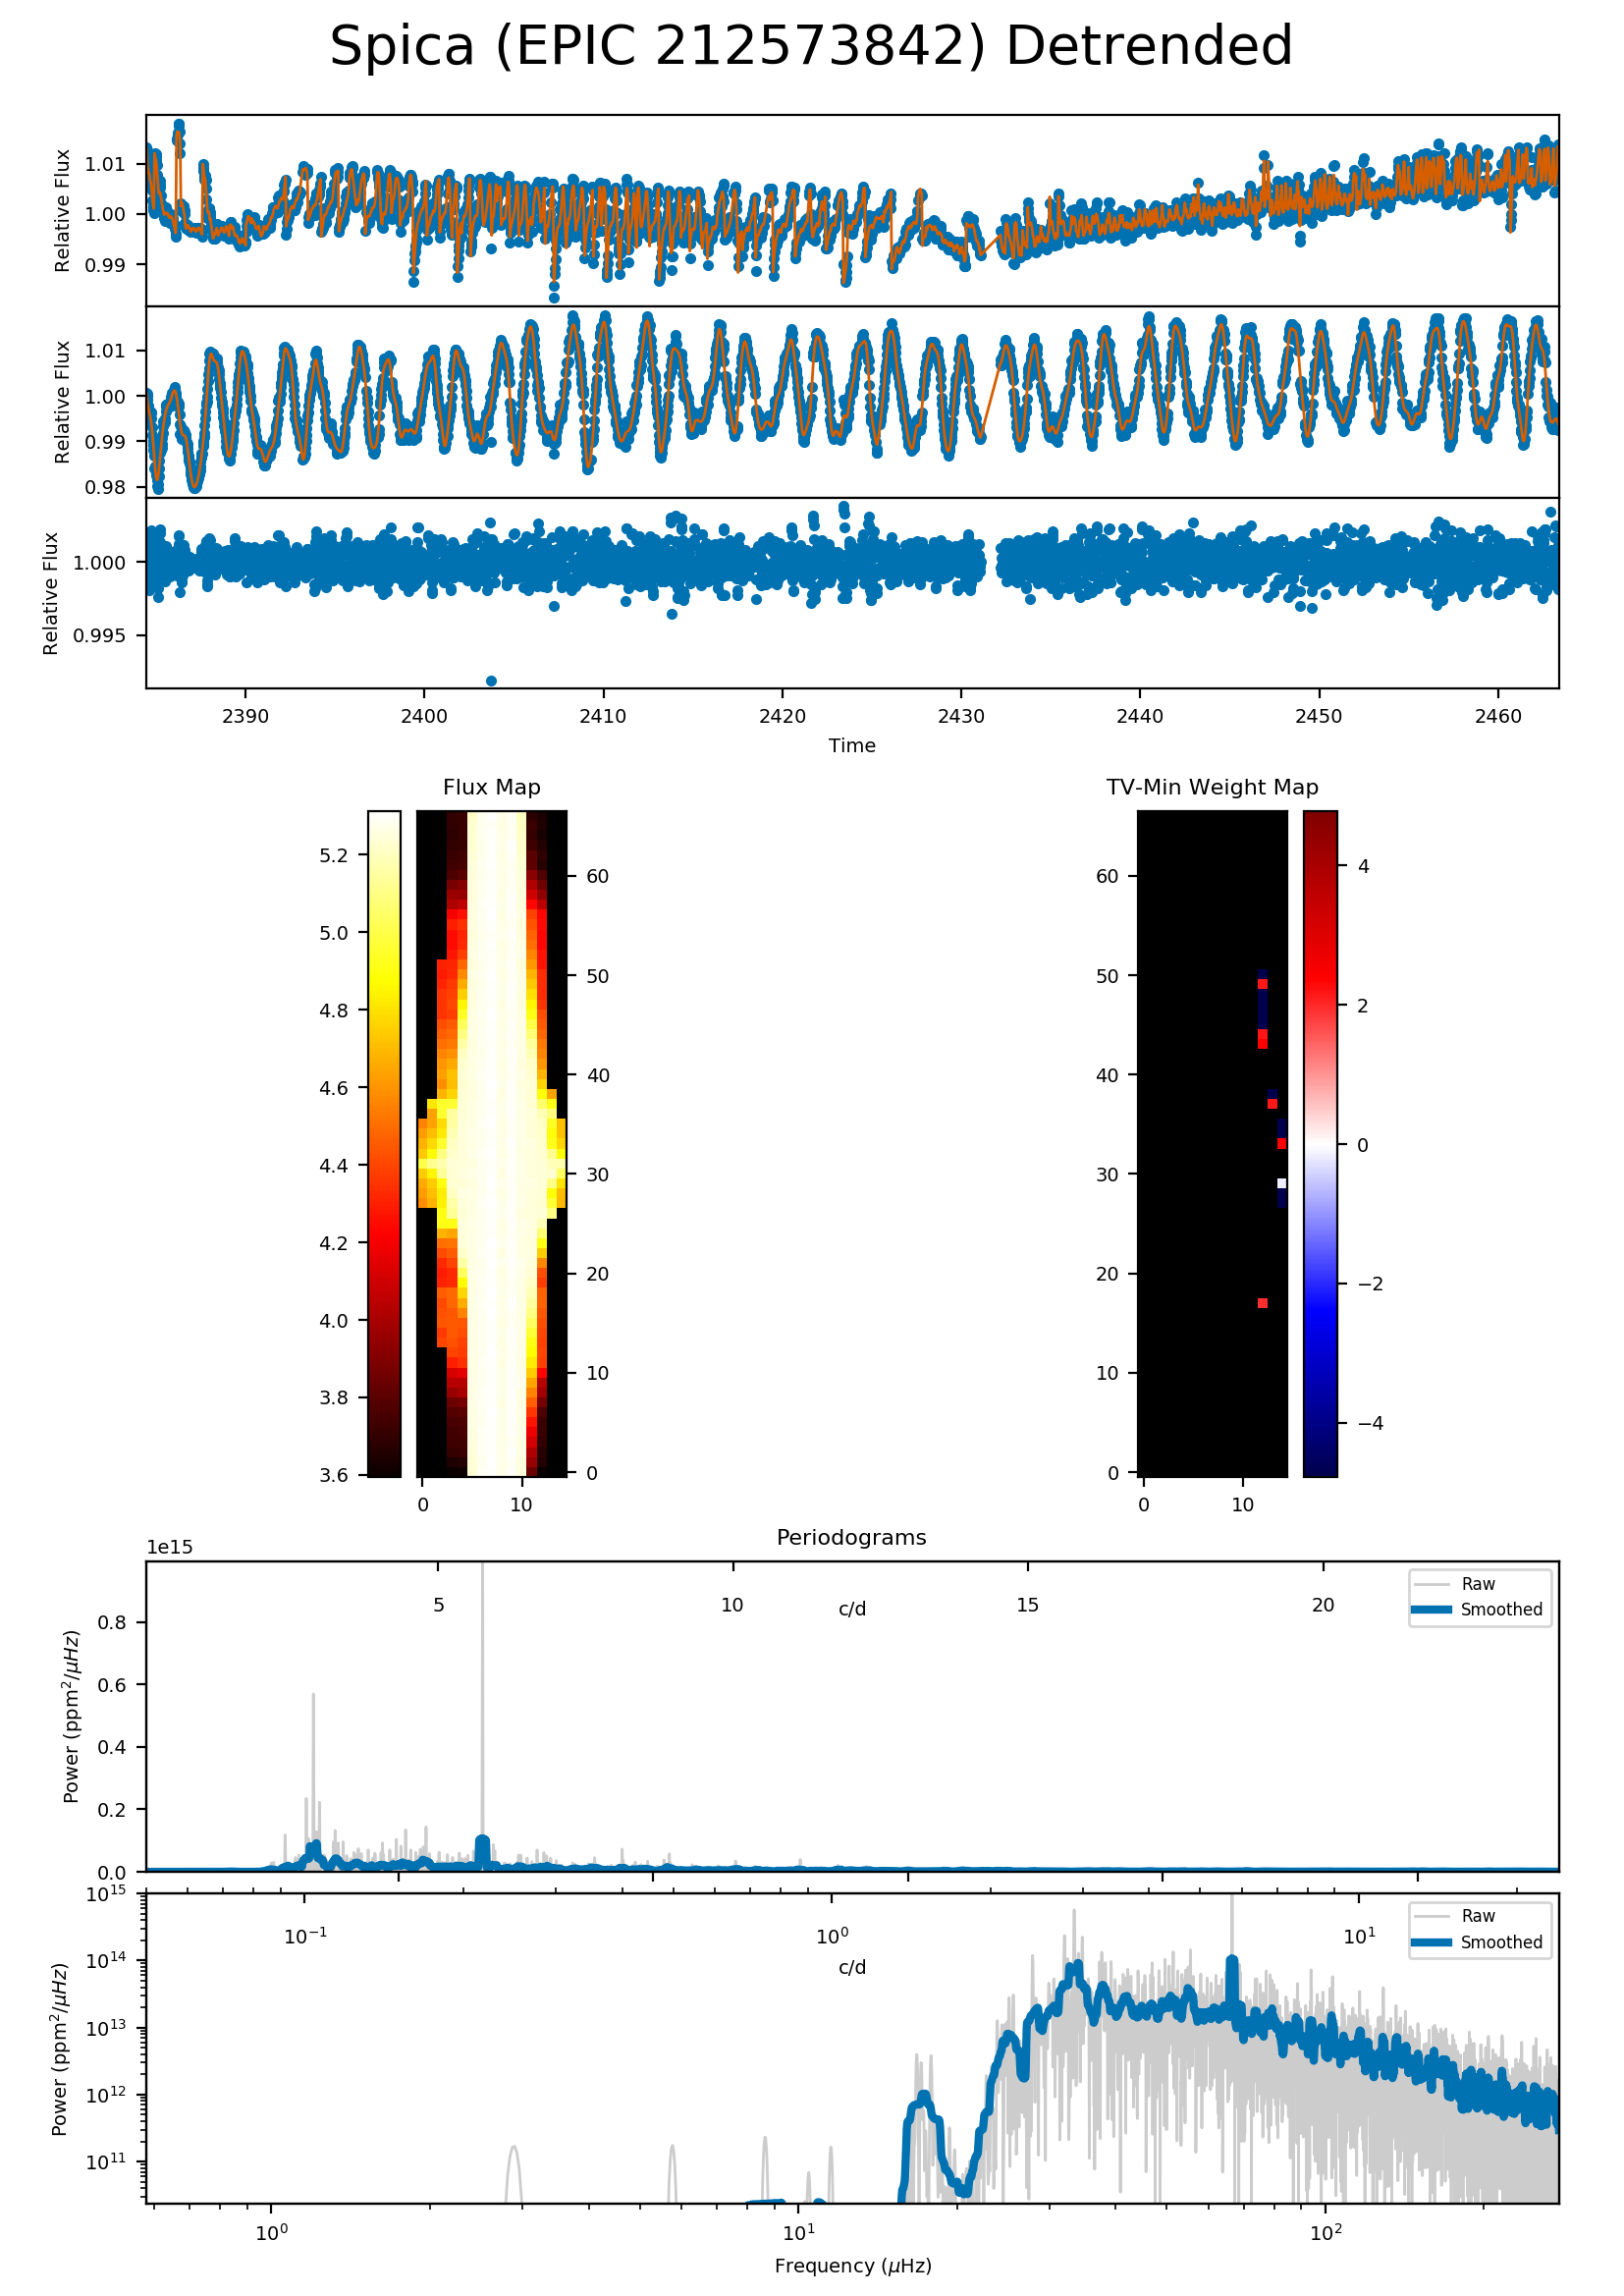 Spica (EPIC 212573842) Detrended
Relative Flux
1.01
1.00
0.99
Relative Flux
1.01
1.00
0.99
0.98
Relative Flux
1.000
0.995
2390 2400 2410 2420 2430 2440 2450 2460
Time
Flux Map
5.2
5.0
4.8
4.6
4.4
4.2
4.0
3.8
3.6
60
50
40
30
20
10
0
0 10
TV-Min Weight Map
60
50
40
30
20
10
0
0 10
4
2
0
−2
−4
Periodograms
1e15
5 10 15 20
c/d
Raw
Smoothed
Power (ppm²/μHz)
0.8
0.6
0.4
0.2
0.0
10¹⁵
10¹⁴
10¹³
10¹²
10¹¹
Power (ppm²/μHz)
10⁻¹ 10⁰ 10¹
c/d
Raw
Smoothed
10⁰ 10¹ 10²
Frequency (μHz)